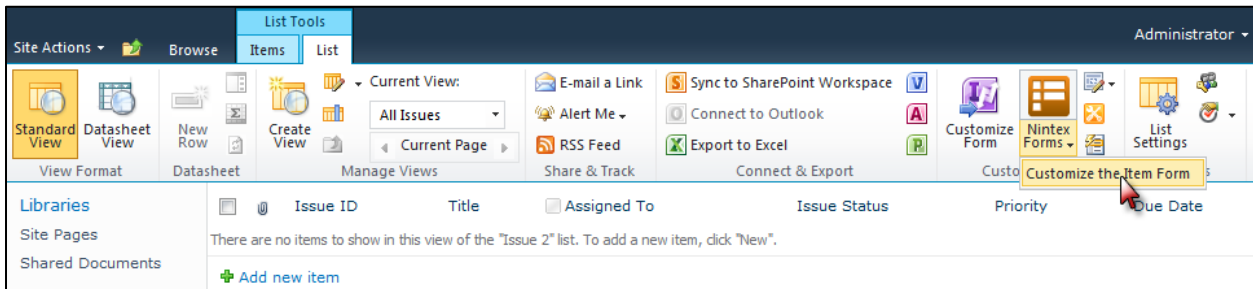 List Tools
Site Actions Browse Items List Administrator
Standard View
Datasheet View
View Format
New Row
Datasheet
Create View
Current View:
All Issues
Current Page
Manage Views
E-mail a Link
Alert Me
RSS Feed
Share & Track
Sync to SharePoint Workspace
Connect to Outlook
Export to Excel
Connect & Export
Customize Form
Nintex Forms
List Settings
Custo
Customize the Item Form
s
Libraries
Site Pages
Shared Documents
Issue ID Title Assigned To Issue Status Priority Due Date
There are no items to show in this view of the "Issue 2" list. To add a new item, click "New".
Add new item